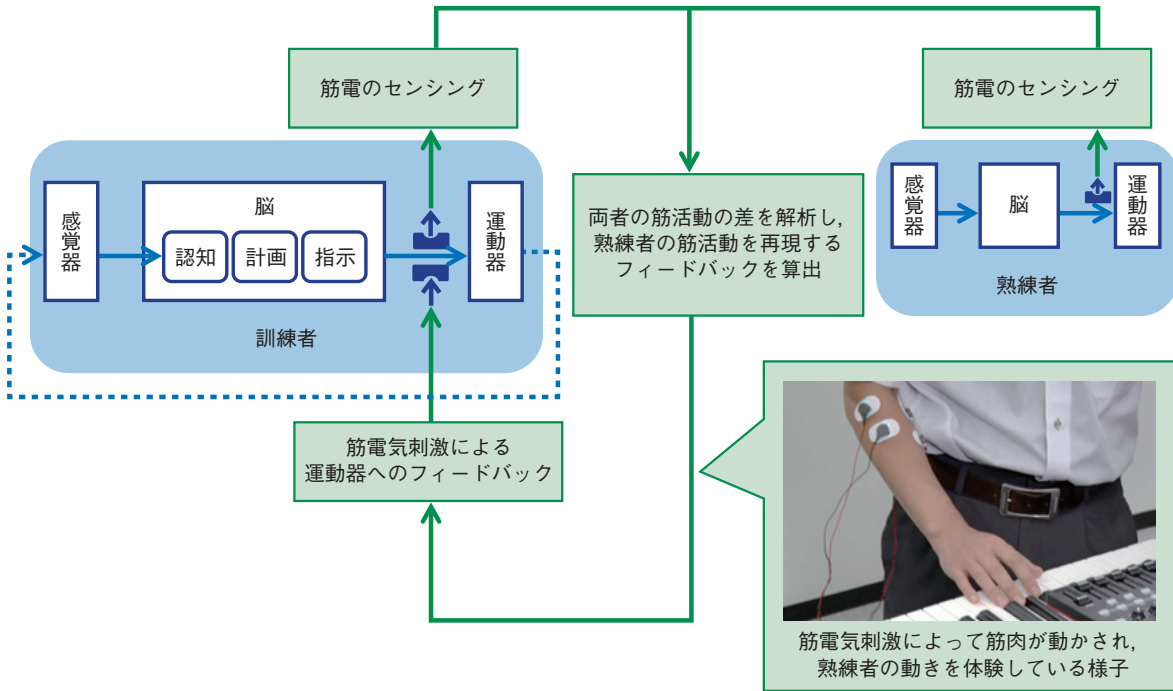 筋電のセンシング
筋電のセンシング
感覚器
脳
認知
計画
指示
運動器
訓練者
両者の筋活動の差を解析し,
熟練者の筋活動を再現する
フィードバックを算出
感覚器
脳
運動器
熟練者
筋電気刺激による
運動器へのフィードバック
筋電気刺激によって筋肉が動かされ,
熟練者の動きを体験している様子